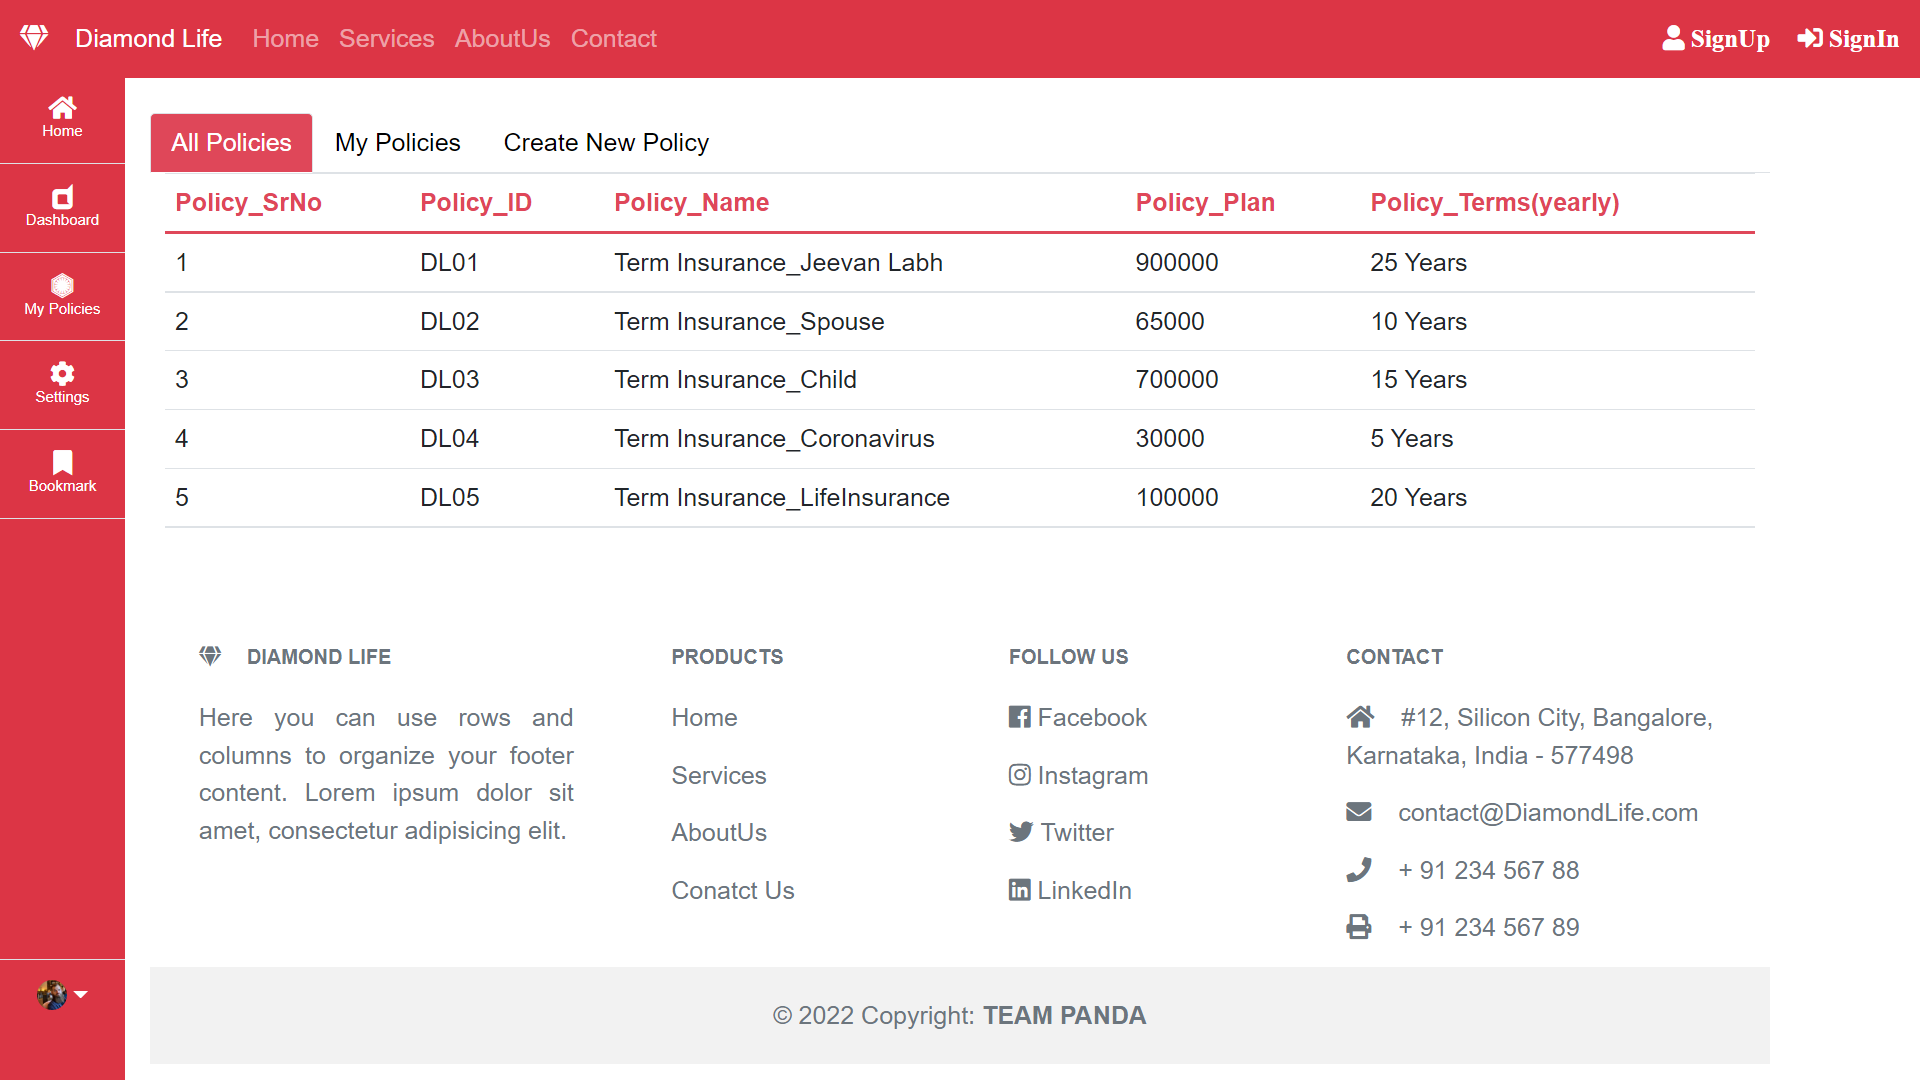 Diamond Life Home Services AboutUs Contact SignUp SignIn
Home
Dashboard
My Policies
Settings
Bookmark
All Policies My Policies Create New Policy
Policy_SrNo Policy_ID Policy_Name Policy_Plan Policy_Terms(yearly)
1 DL01 Term Insurance_Jeevan Labh 900000 25 Years
2 DL02 Term Insurance_Spouse 65000 10 Years
3 DL03 Term Insurance_Child 700000 15 Years
4 DL04 Term Insurance_Coronavirus 30000 5 Years
5 DL05 Term Insurance_LifeInsurance 100000 20 Years
DIAMOND LIFE
Here you can use rows and
columns to organize your footer
content. Lorem ipsum dolor sit
amet, consectetur adipisicing elit.
PRODUCTS
Home
Services
AboutUs
Conatct Us
FOLLOW US
Facebook
Instagram
Twitter
LinkedIn
CONTACT
#12, Silicon City, Bangalore,
Karnataka, India - 577498
contact@DiamondLife.com
+ 91 234 567 88
+ 91 234 567 89
© 2022 Copyright: TEAM PANDA